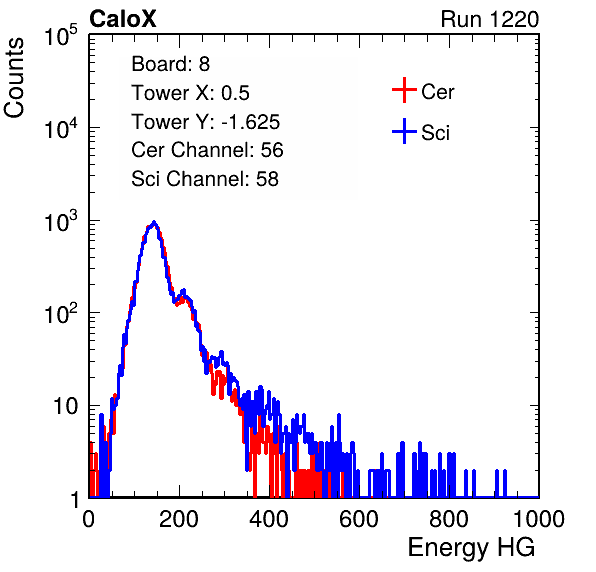 CaloX Run 1220
Counts
10^5
10^4
10^3
10^2
10
1
Board: 8
Tower X: 0.5
Tower Y: -1.625
Cer Channel: 56
Sci Channel: 58
Cer
Sci
0 200 400 600 800 1000
Energy HG